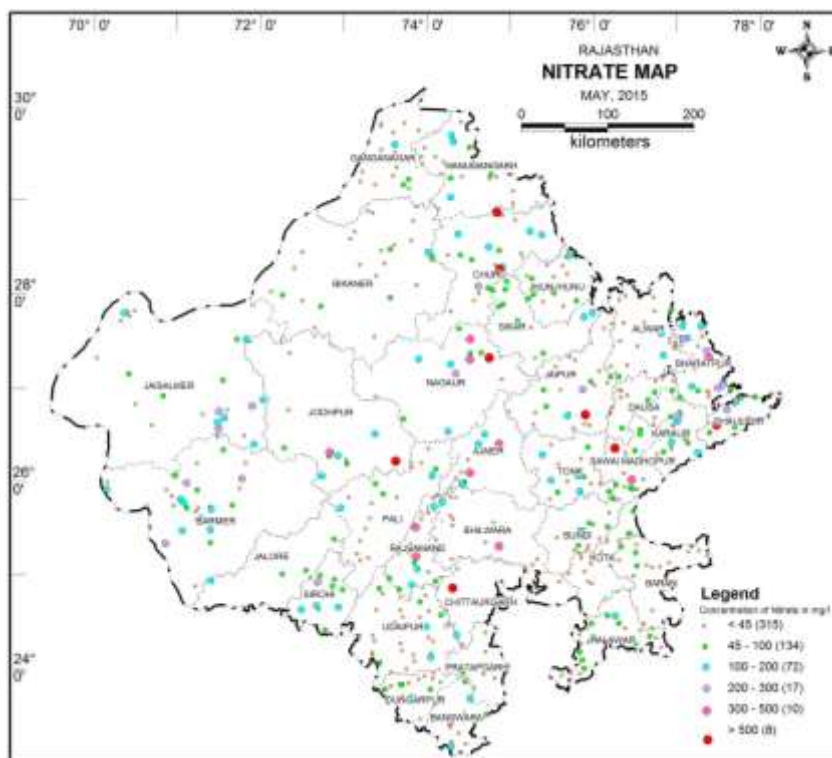 70° 0'
72° 0'
74° 0'
76° 0'
78° 0'
N
W
E
S
RAJASTHAN
NITRATE MAP
MAY, 2015
0 100 200
kilometers
30°
0'
28°
0'
26°
0'
24°
0'
GANGANAGAR
HANUMANGARH
BIKANER
CHURU
JHUNJHUNU
SIKAR
ALWAR
BHARATPUR
JAISALMER
JODHPUR
NAGAUR
JAIPUR
DAUSA
KARAULI
DHAULPUR
AJMER
TONK
SAWAI MADHOPUR
BARMER
PALI
BHILWARA
BUNDI
JALORE
RAJSAMAND
KOTA
BARAN
SIROHI
CHITTAURGARH
UDAIPUR
JHALAWAR
PRATAPGARH
DUNGARPUR
BANSWARA
Legend
Concentration of Nitrate in mg/l
< 45 (315)
45 - 100 (134)
100 - 200 (72)
200 - 300 (17)
300 - 500 (10)
> 500 (8)